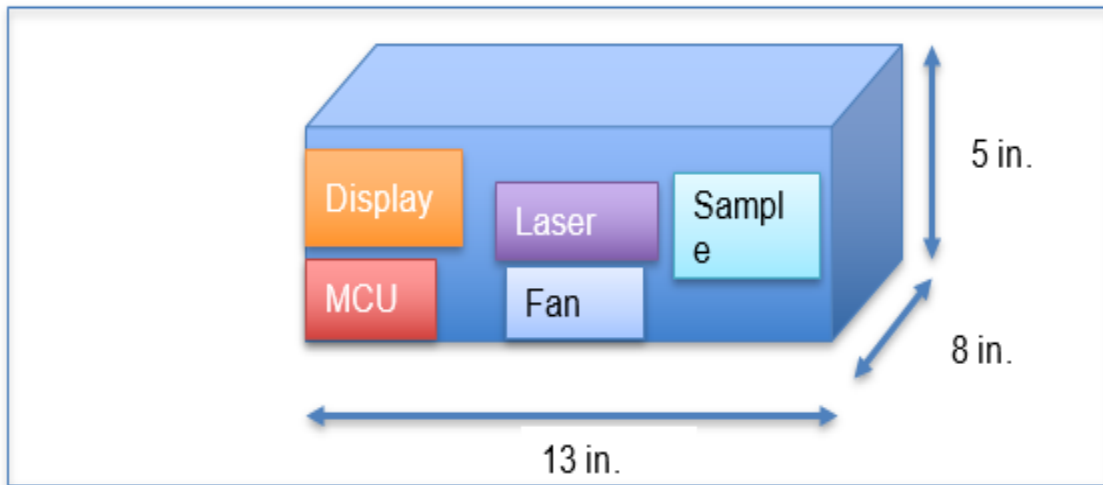 5 in.
Display
Laser
Sampl
e
MCU
Fan
8 in.
13 in.